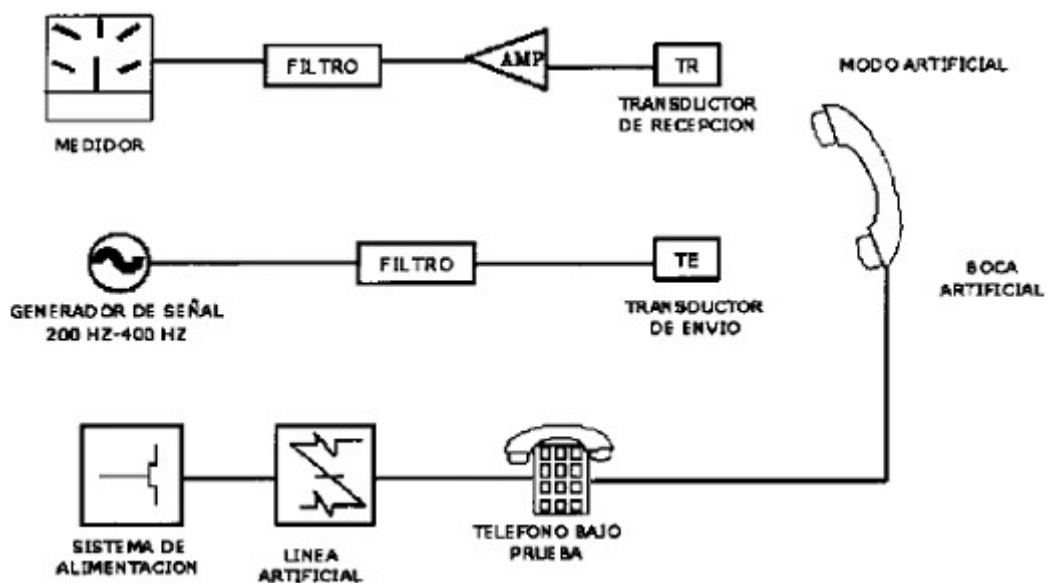 FILTRO
AMP
TR
MODO ARTIFICIAL
TRANSDUCTOR
DE RECEPCION
MEDIDOR
FILTRO
TE
BOCA
ARTIFICIAL
GENERADOR DE SEÑAL
200 HZ-400 HZ
TRANSDUCTOR
DE ENVIO
SISTEMA DE
ALIMENTACION
LINEA
ARTIFICIAL
TELEFONO BAJO
PRUEBA